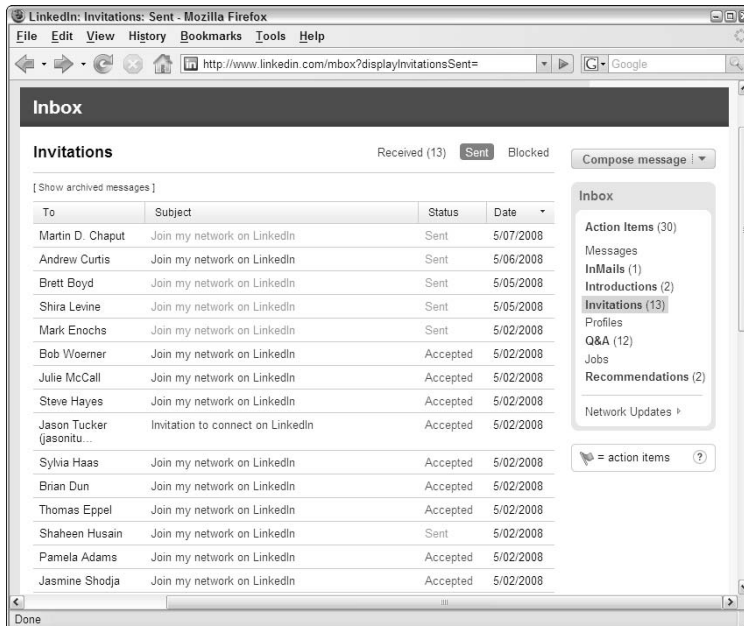 LinkedIn: Invitations: Sent - Mozilla Firefox
File Edit View History Bookmarks Tools Help
http://www.linkedin.com/mbox?displayInvitationsSent= G Google
Inbox
Invitations Received (13) Sent Blocked
[ Show archived messages ]
To Subject Status Date
Martin D. Chaput Join my network on LinkedIn Sent 5/07/2008
Andrew Curtis Join my network on LinkedIn Sent 5/06/2008
Brett Boyd Join my network on LinkedIn Sent 5/05/2008
Shira Levine Join my network on LinkedIn Sent 5/05/2008
Mark Enochs Join my network on LinkedIn Sent 5/02/2008
Bob Woerner Join my network on LinkedIn Accepted 5/02/2008
Julie McCall Join my network on LinkedIn Accepted 5/02/2008
Steve Hayes Join my network on LinkedIn Accepted 5/02/2008
Jason Tucker Invitation to connect on LinkedIn Accepted 5/02/2008
(jasonitu...
Sylvia Haas Join my network on LinkedIn Accepted 5/02/2008
Brian Dun Join my network on LinkedIn Accepted 5/02/2008
Thomas Eppel Join my network on LinkedIn Accepted 5/02/2008
Shaheen Husain Join my network on LinkedIn Sent 5/02/2008
Pamela Adams Join my network on LinkedIn Accepted 5/02/2008
Jasmine Shodja Join my network on LinkedIn Accepted 5/02/2008
Compose message
Inbox
Action Items (30)
Messages
InMails (1)
Introductions (2)
Invitations (13)
Profiles
Q&A (12)
Jobs
Recommendations (2)
Network Updates
= action items ?
Done